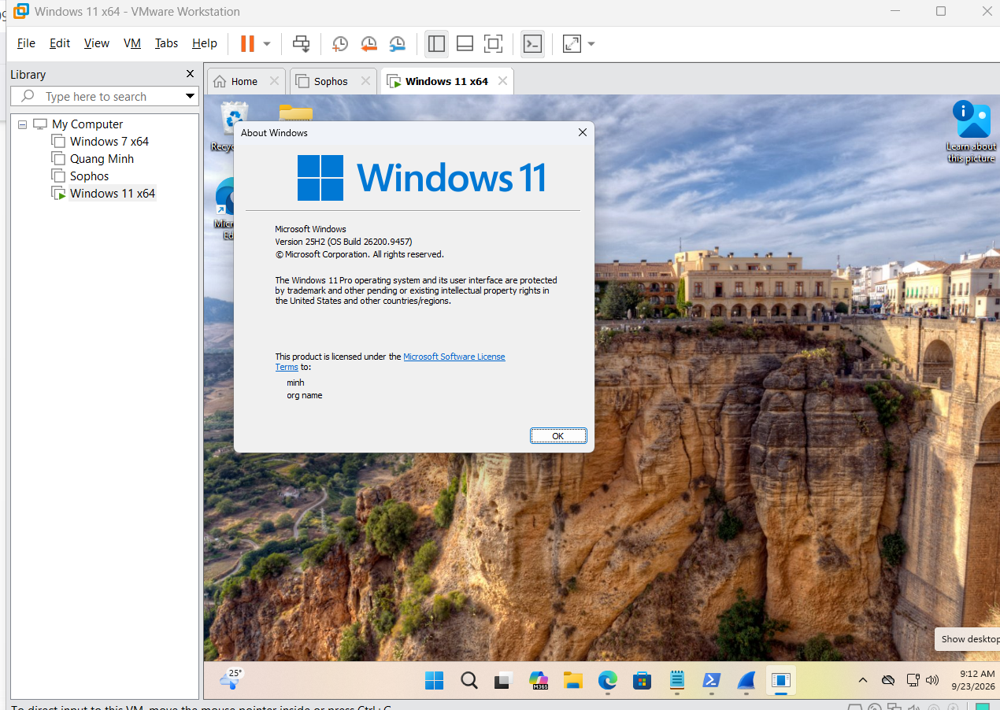 Windows 11 x64 - VMware Workstation
File Edit View VM Tabs Help
Library
Type here to search
My Computer
Windows 7 x64
Quang Minh
Sophos
Windows 11 x64
Home
Sophos
Windows 11 x64
Learn about
this picture
About Windows
Windows 11
Microsoft Windows
Version 25H2 (OS Build 26200.9457)
© Microsoft Corporation. All rights reserved.
The Windows 11 Pro operating system and its user interface are protected
by trademark and other pending or existing intellectual property rights in
the United States and other countries/regions.
This product is licensed under the Microsoft Software License
Terms to:
minh
org name
OK
Show desktop
25°
M365
9:12 AM
9/23/2026
To direct input to this VM, move the mouse pointer inside or press Ctrl+G.